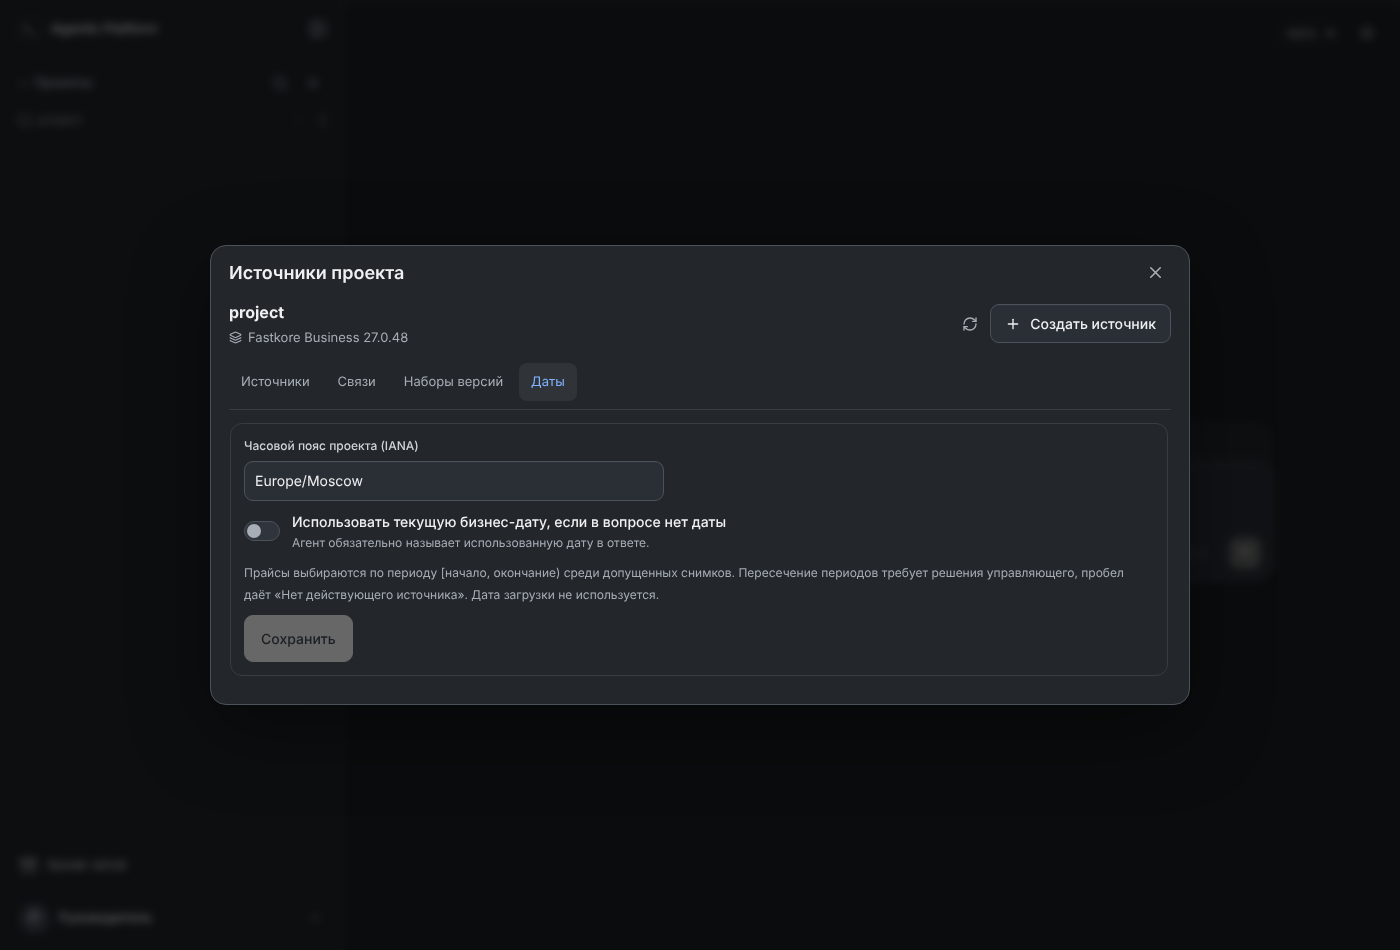 Agents Platform
Проекты
Источники проекта
project
Fastkore Business 27.0.48
Создать источник
Источники
Связи
Наборы версий
Даты
Часовой пояс проекта (IANA)
Europe/Moscow
Использовать текущую бизнес-дату, если в вопросе нет даты
Агент обязательно называет использованную дату в ответе.
Прайсы выбираются по периоду [начало, окончание) среди допущенных снимков. Пересечение периодов требует решения управляющего, пробел
даёт «Нет действующего источника». Дата загрузки не используется.
Сохранить